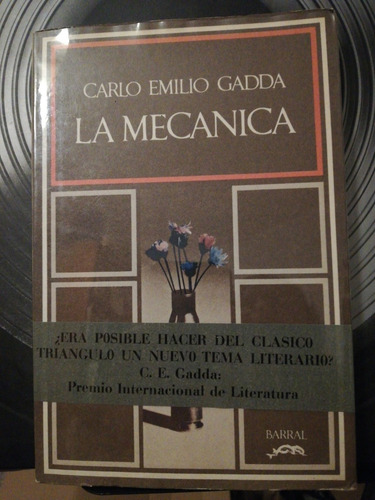 CARLO EMILIO GADDA
LA MECANICA
¿ERA POSIBLE HACER DEL CLASICO
TRIANGULO UN NUEVO TEMA LITERARIO?
C. E. Gadda:
Premio Internacional de Literatura
BARRAL